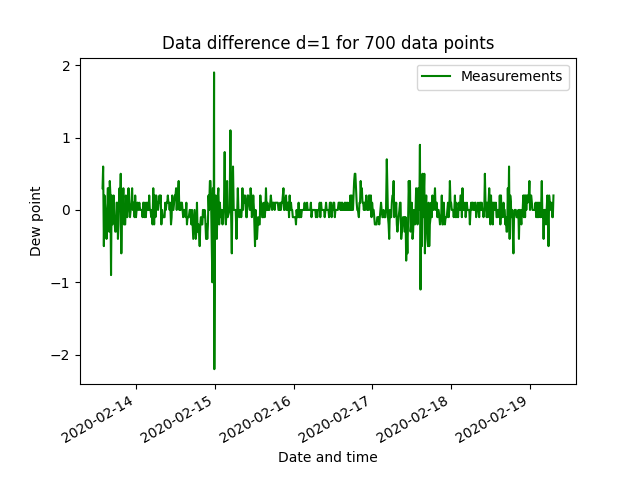 Data difference d=1 for 700 data points
Measurements
Dew point
2
1
0
−1
−2
2020-02-14
2020-02-15
2020-02-16
2020-02-17
2020-02-18
2020-02-19
Date and time